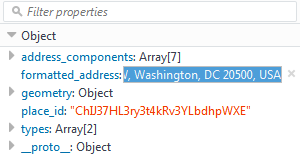 Filter properties
Object
address_components: Array[7]
formatted_address: , Washington, DC 20500, USA
geometry: Object
place_id: "ChIJ37HL3ry3t4kRv3YLbdhpWXE"
types: Array[2]
__proto__: Object